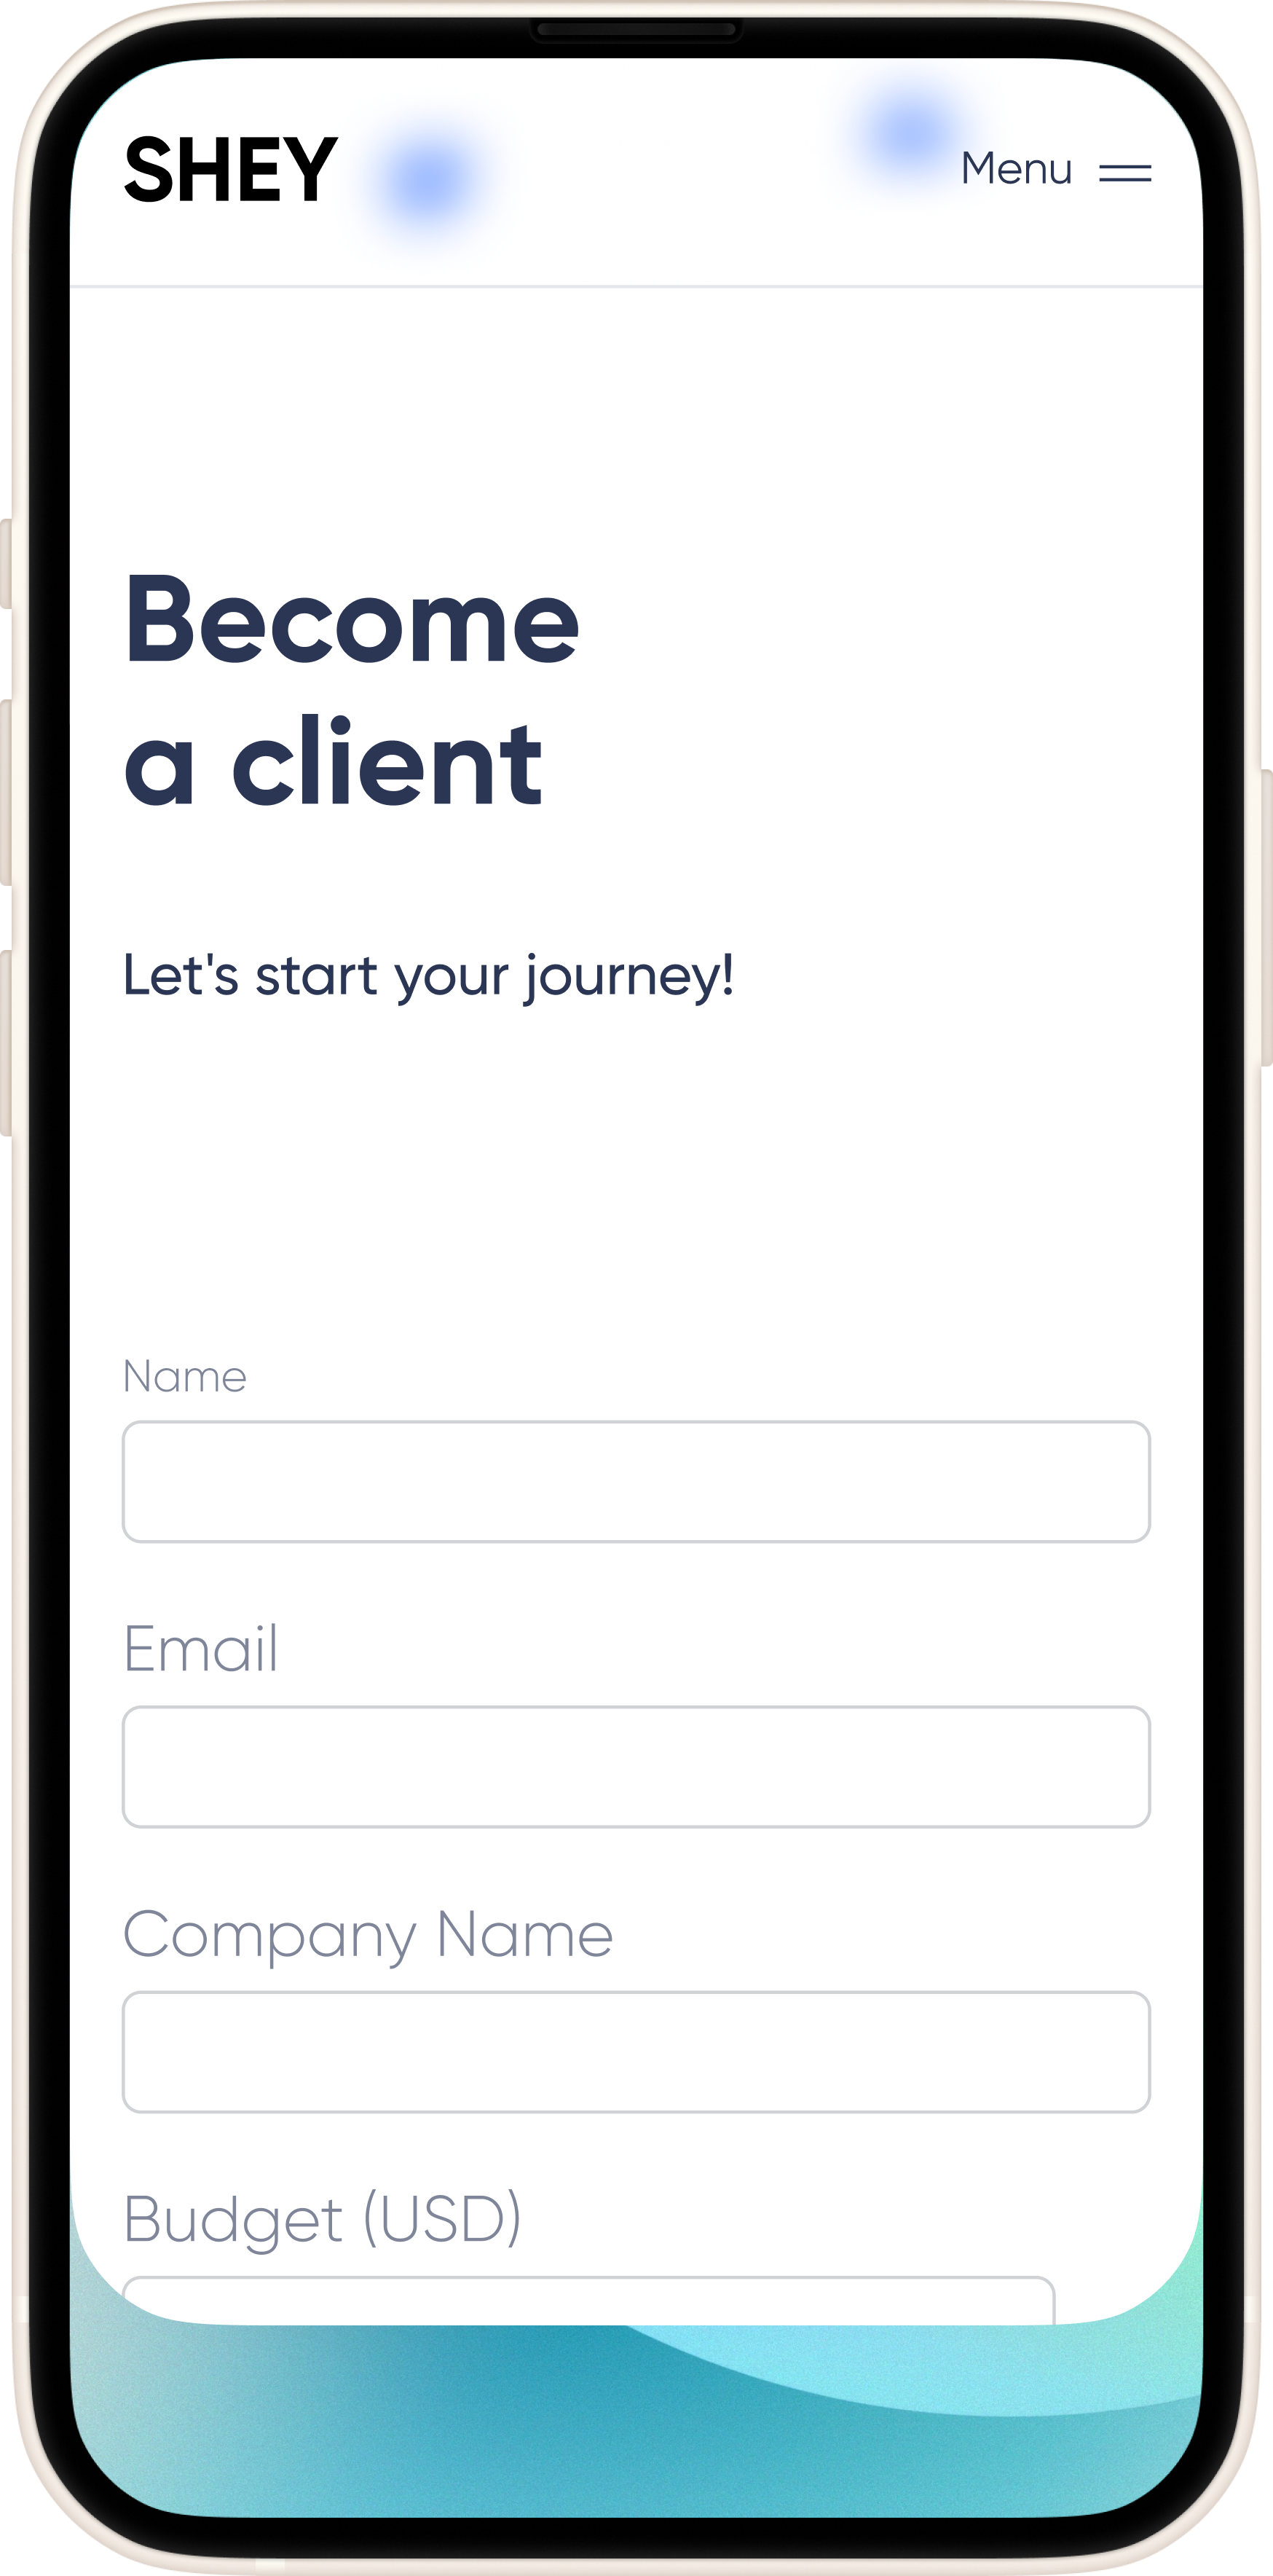 SHEY
Menu
Become
a client
Let's start your journey!
Name
Email
Company Name
Budget (USD)